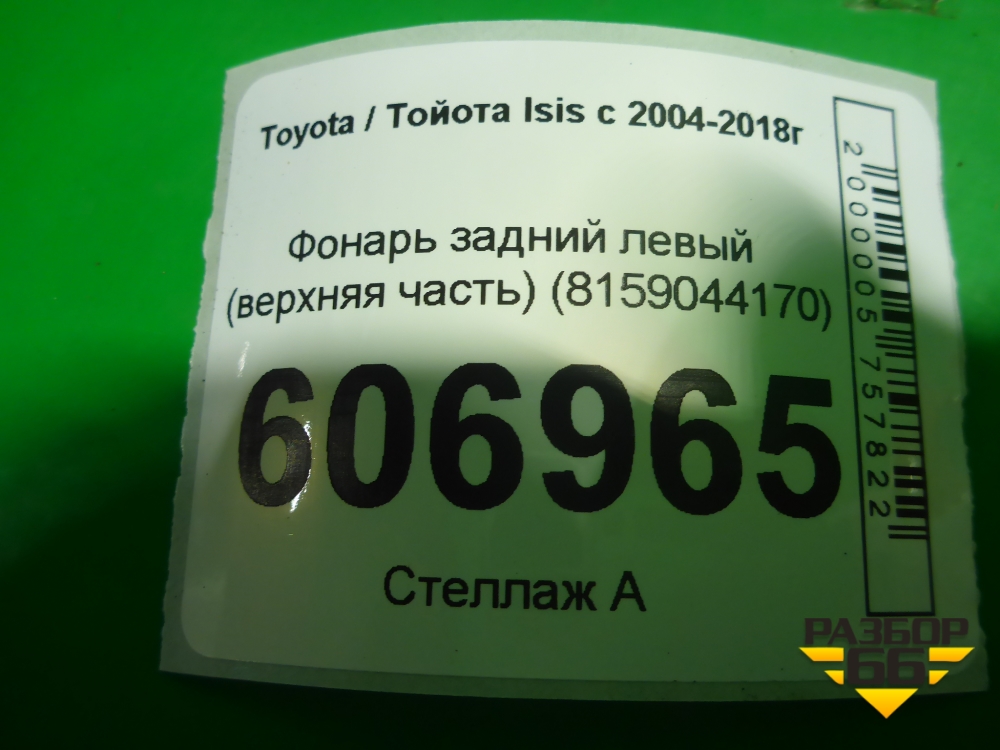 Toyota / Тойота Isis с 2004-2018г
Фонарь задний левый
(верхняя часть) (8159044170)
606965
Стеллаж А
2000005757822
РАЗБОР
66